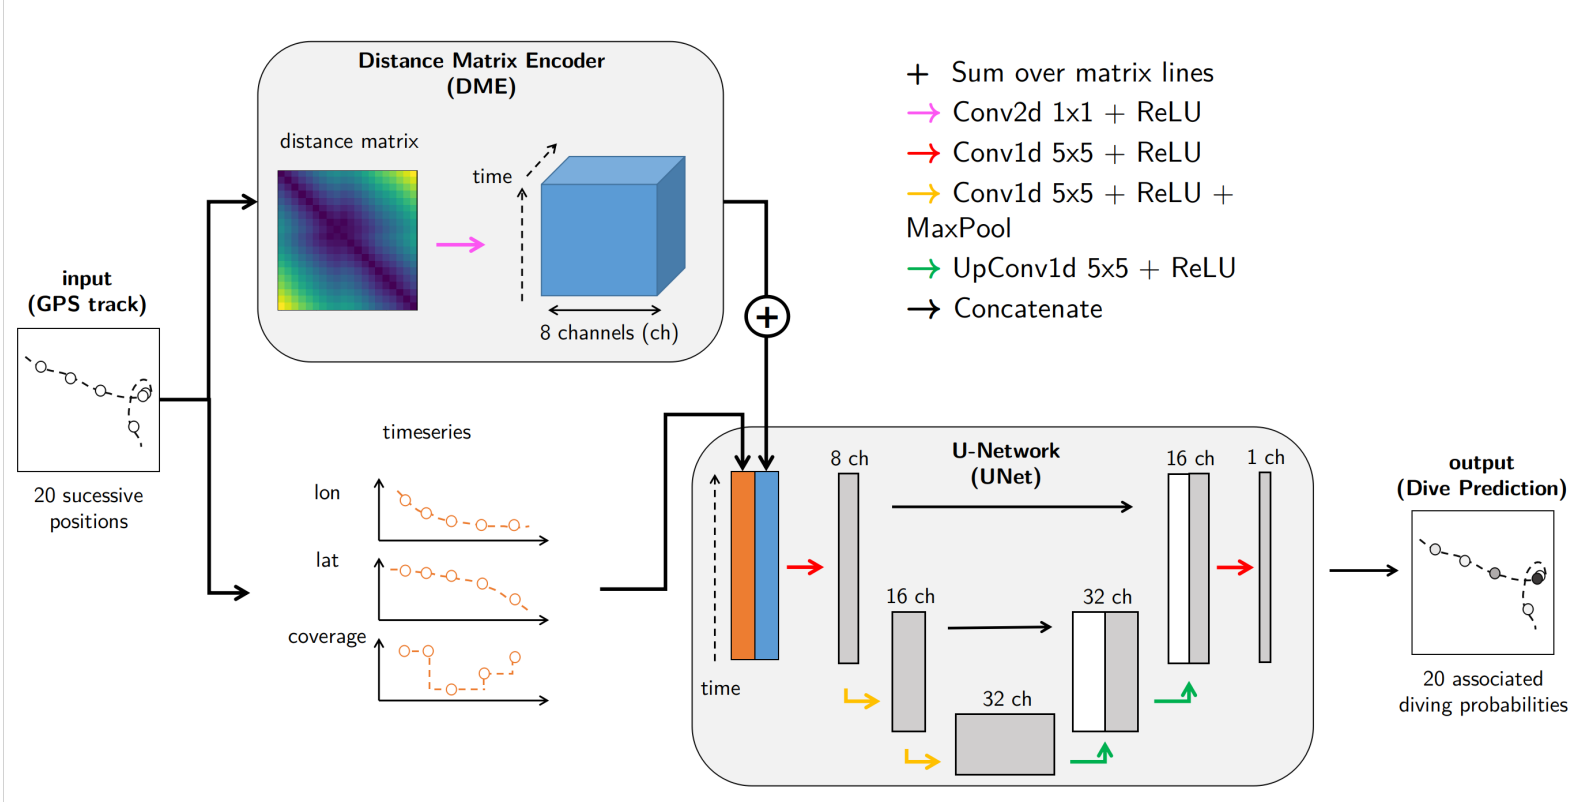 Distance Matrix Encoder
(DME)
distance matrix
time
8 channels (ch)
+ Sum over matrix lines
→ Conv2d 1x1 + ReLU
→ Conv1d 5x5 + ReLU
→ Conv1d 5x5 + ReLU +
MaxPool
→ UpConv1d 5x5 + ReLU
→ Concatenate
input
(GPS track)
20 sucessive
positions
+
timeseries
lon
lat
coverage
U-Network
(UNet)
8 ch
16 ch
1 ch
16 ch
32 ch
32 ch
time
output
(Dive Prediction)
20 associated
diving probabilities